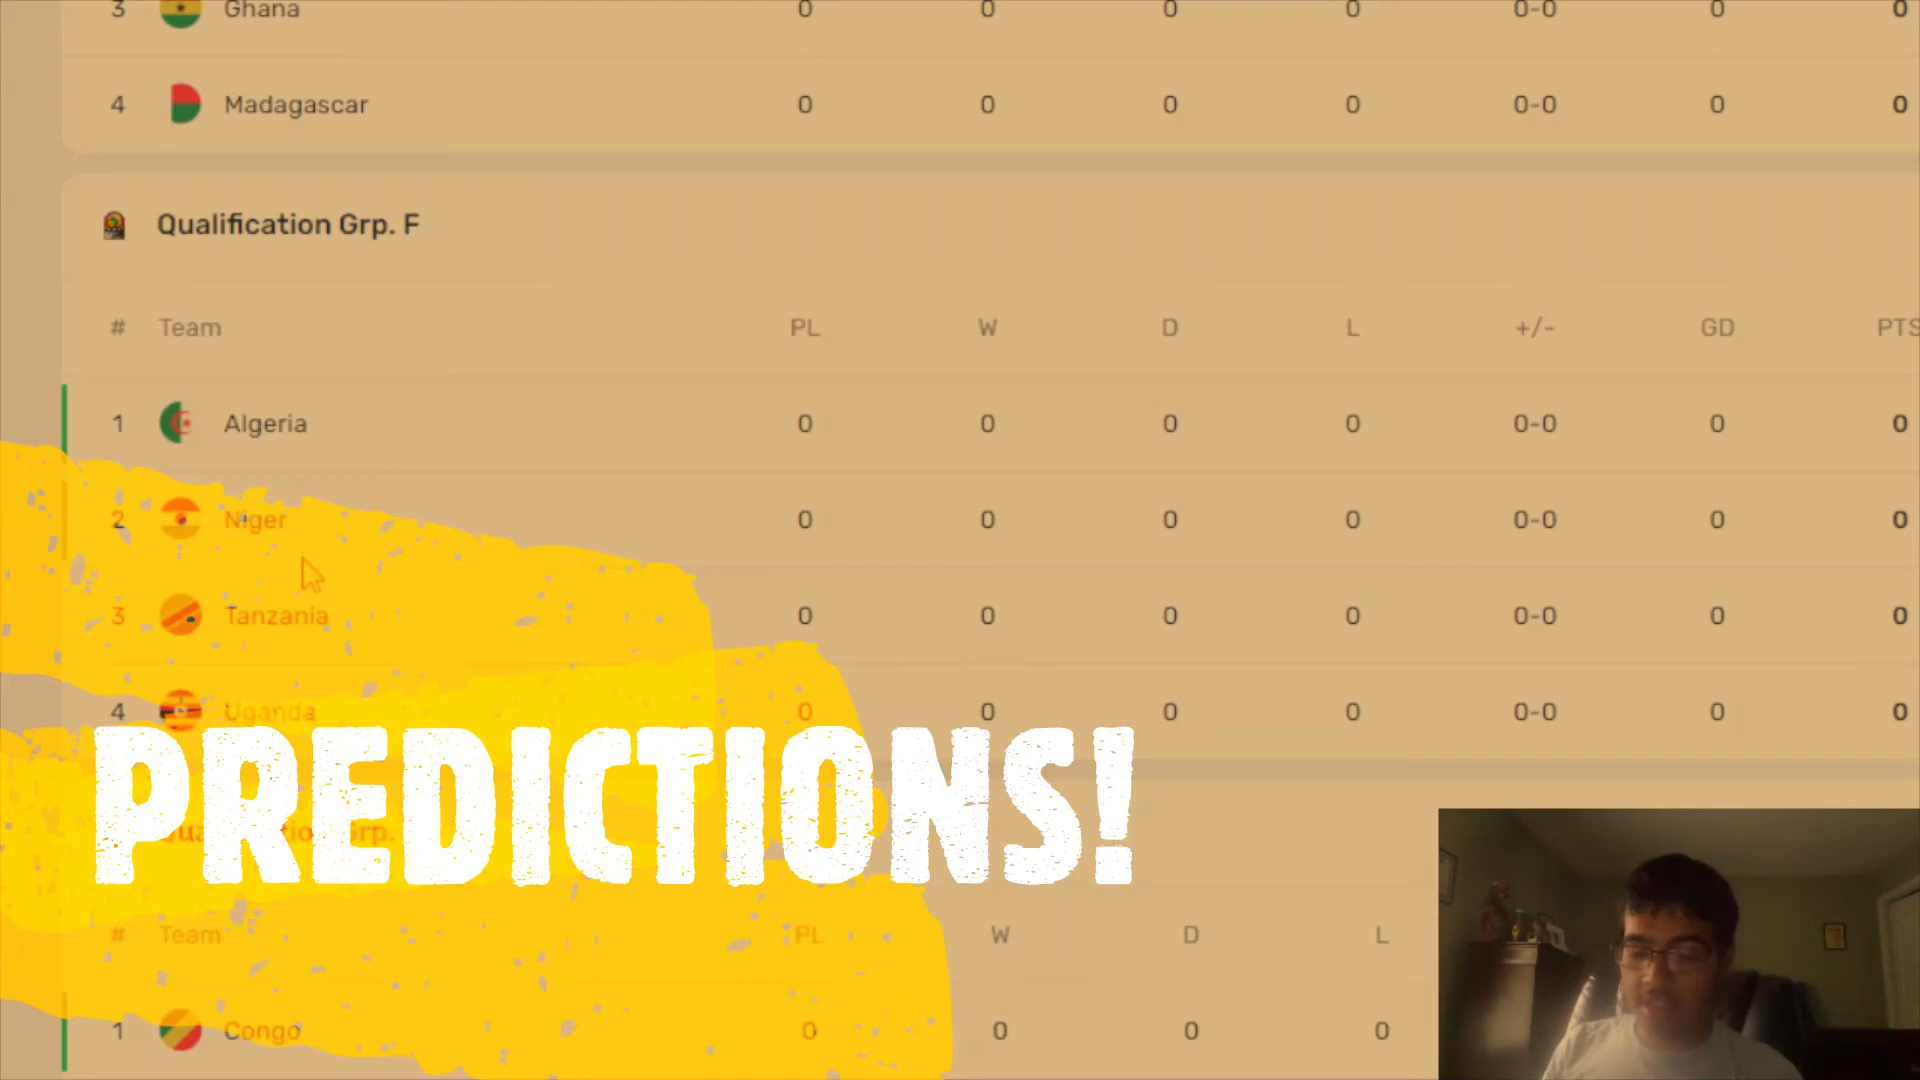 3 Ghana 0 0 0 0 0-0 0 0
4 Madagascar 0 0 0 0 0-0 0 0
Qualification Grp. F
# Team PL W D L +/- GD PTS
1 Algeria 0 0 0 0 0-0 0 0
2 Niger 0 0 0 0 0-0 0 0
3 Tanzania 0 0 0 0 0-0 0 0
4 Uganda 0 0 0 0 0-0 0 0
PREDICTIONS!
Grp.
# Team PL W D L
1 Congo 0 0 0 0